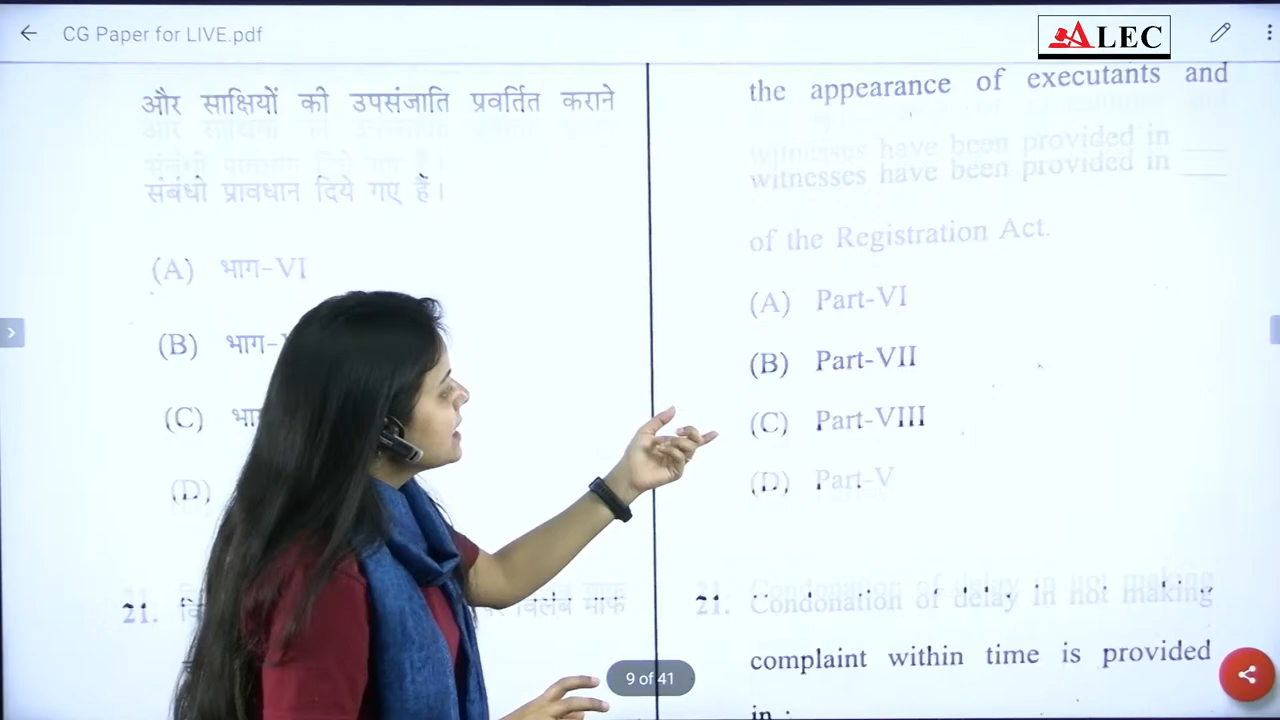 CG Paper for LIVE.pdf
ALEC
और साक्षियों की उपसंजाति प्रवर्तित कराने
संबंधी प्रावधान दिये गए हैं।
(A) भाग-VI
(B) भाग-
(C)
(D)
21.
विलंब माफ
the appearance of executants and
witnesses have been provided in ___
of the Registration Act.
(A) Part-VI
(B) Part-VII
(C) Part-VIII
(D) Part-V
21. Condonation of delay in not making
complaint within time is provided
in :
9 of 41